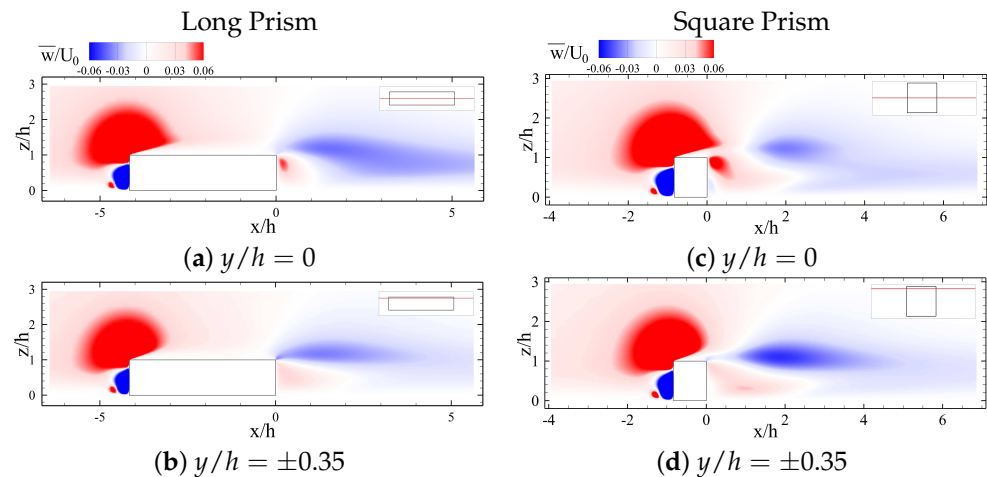 Long Prism
w̅/U₀
-0.06 -0.03 0 0.03 0.06
3
2
1
0
z/h
-5 0 5
x/h
(a) y/h = 0
3
2
1
0
z/h
-5 0 5
x/h
(b) y/h = ±0.35
Square Prism
w̅/U₀
-0.06 -0.03 0 0.03 0.06
3
2
1
0
z/h
-4 -2 0 2 4 6
x/h
(c) y/h = 0
3
2
1
0
z/h
-4 -2 0 2 4 6
x/h
(d) y/h = ±0.35